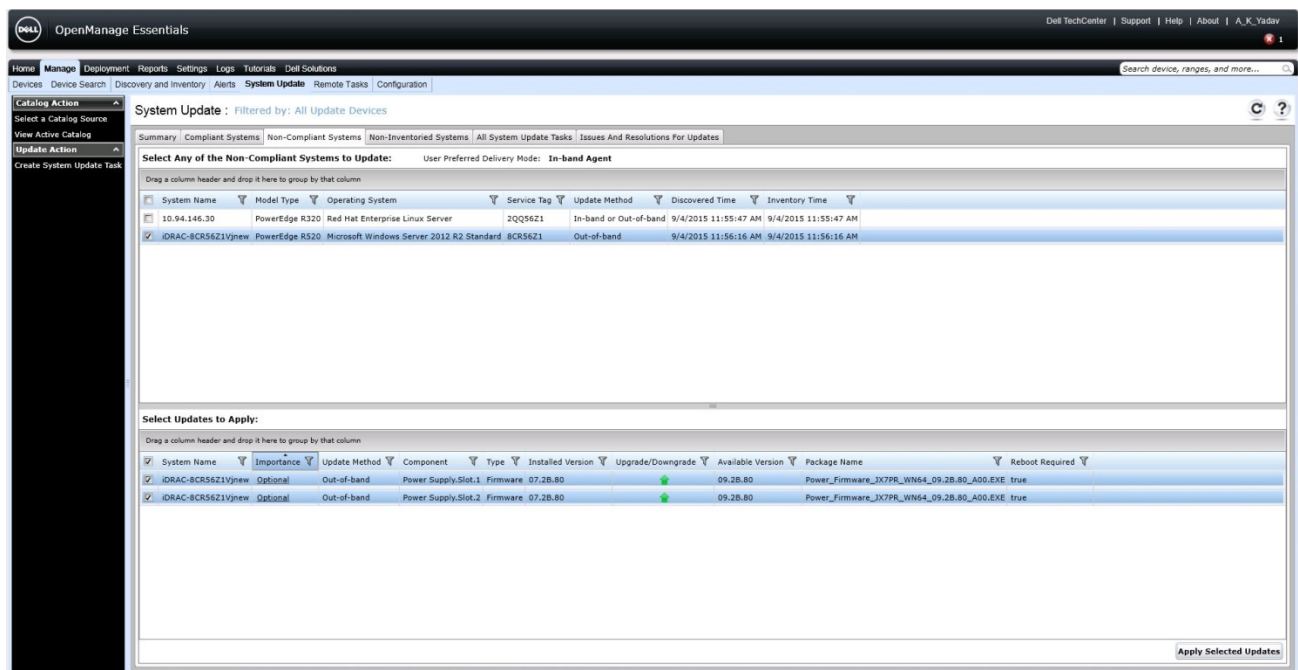 DELL OpenManage Essentials
Dell TechCenter | Support | Help | About | A_K_Yadav
1
Home Manage Deployment Reports Settings Logs Tutorials Dell Solutions
Search device, ranges, and more...
Devices Device Search Discovery and Inventory Alerts System Update Remote Tasks Configuration
Catalog Action
Select a Catalog Source
View Active Catalog
Update Action
Create System Update Task
System Update : Filtered by: All Update Devices
Summary Compliant Systems Non-Compliant Systems Non-Inventoried Systems All System Update Tasks Issues And Resolutions For Updates
Select Any of the Non-Compliant Systems to Update: User Preferred Delivery Mode: In-band Agent
Drag a column header and drop it here to group by that column
System Name Model Type Operating System Service Tag Update Method Discovered Time Inventory Time
10.94.146.30 PowerEdge R320 Red Hat Enterprise Linux Server 2QQ56Z1 In-band or Out-of-band 9/4/2015 11:55:47 AM 9/4/2015 11:55:47 AM
iDRAC-8CR56Z1Vjnew PowerEdge R520 Microsoft Windows Server 2012 R2 Standard 8CR56Z1 Out-of-band 9/4/2015 11:56:16 AM 9/4/2015 11:56:16 AM
Select Updates to Apply:
Drag a column header and drop it here to group by that column
System Name Importance Update Method Component Type Installed Version Upgrade/Downgrade Available Version Package Name Reboot Required
iDRAC-8CR56Z1Vjnew Optional Out-of-band Power Supply.Slot.1 Firmware 07.2B.80 09.2B.80 Power_Firmware_JX7PR_WN64_09.2B.80_A00.EXE true
iDRAC-8CR56Z1Vjnew Optional Out-of-band Power Supply.Slot.2 Firmware 07.2B.80 09.2B.80 Power_Firmware_JX7PR_WN64_09.2B.80_A00.EXE true
Apply Selected Updates